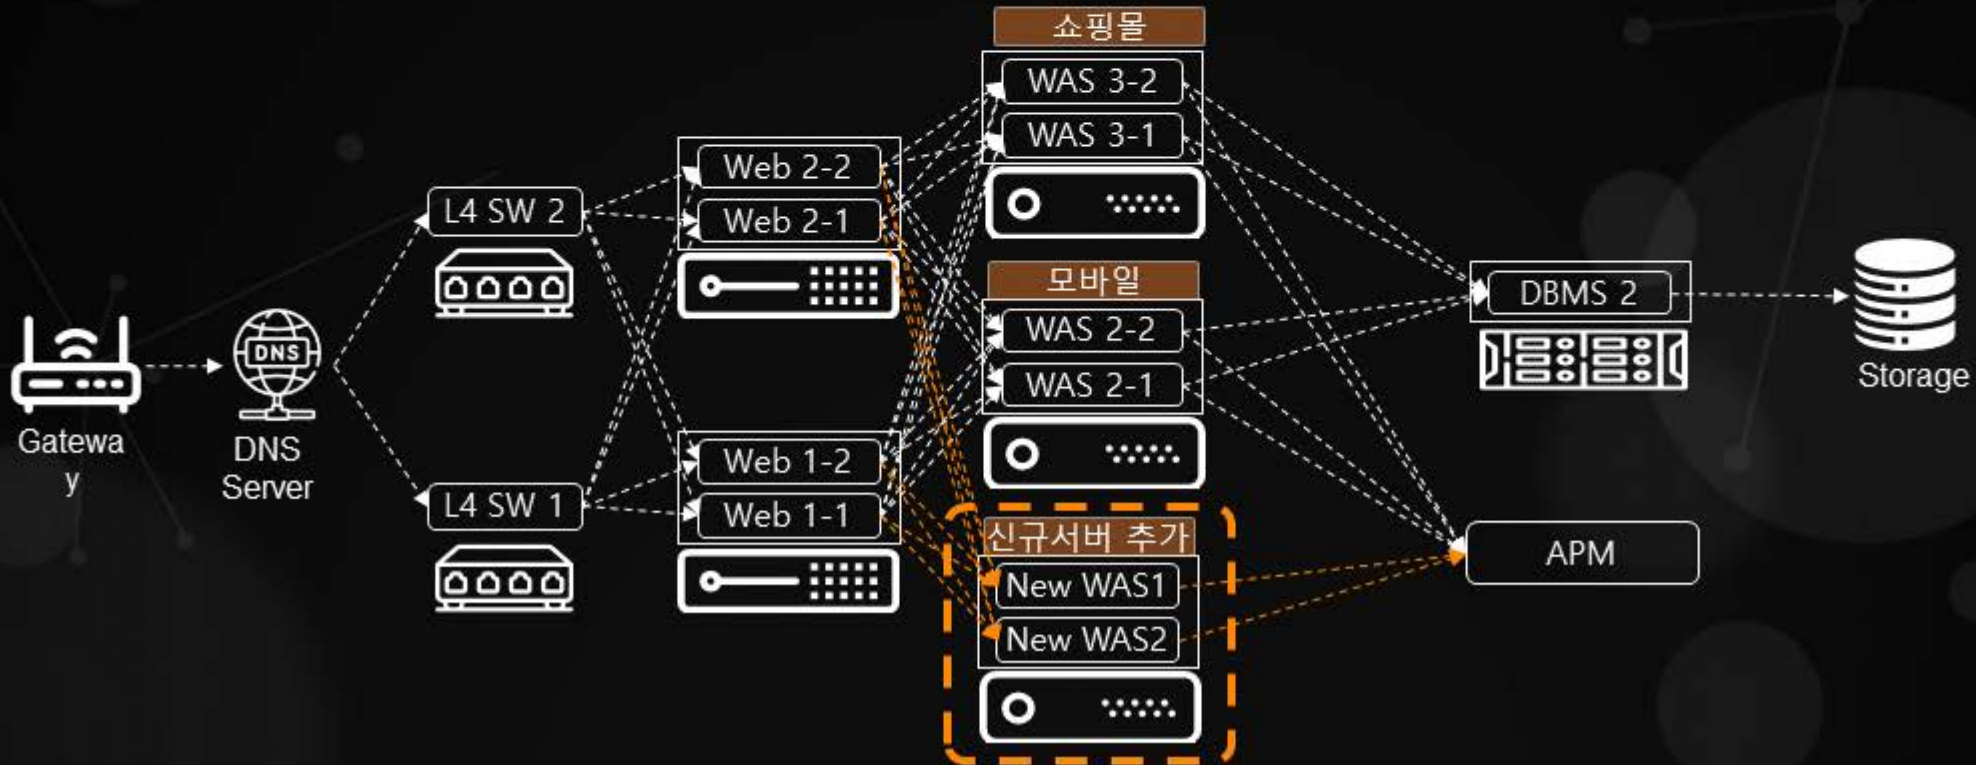 쇼핑몰
WAS 3-2
WAS 3-1
Web 2-2
Web 2-1
L4 SW 2
모바일
WAS 2-2
WAS 2-1
DBMS 2
Storage
DNS
Gatewa
y
DNS
Server
L4 SW 1
Web 1-2
Web 1-1
신규서버 추가
New WAS1
New WAS2
APM